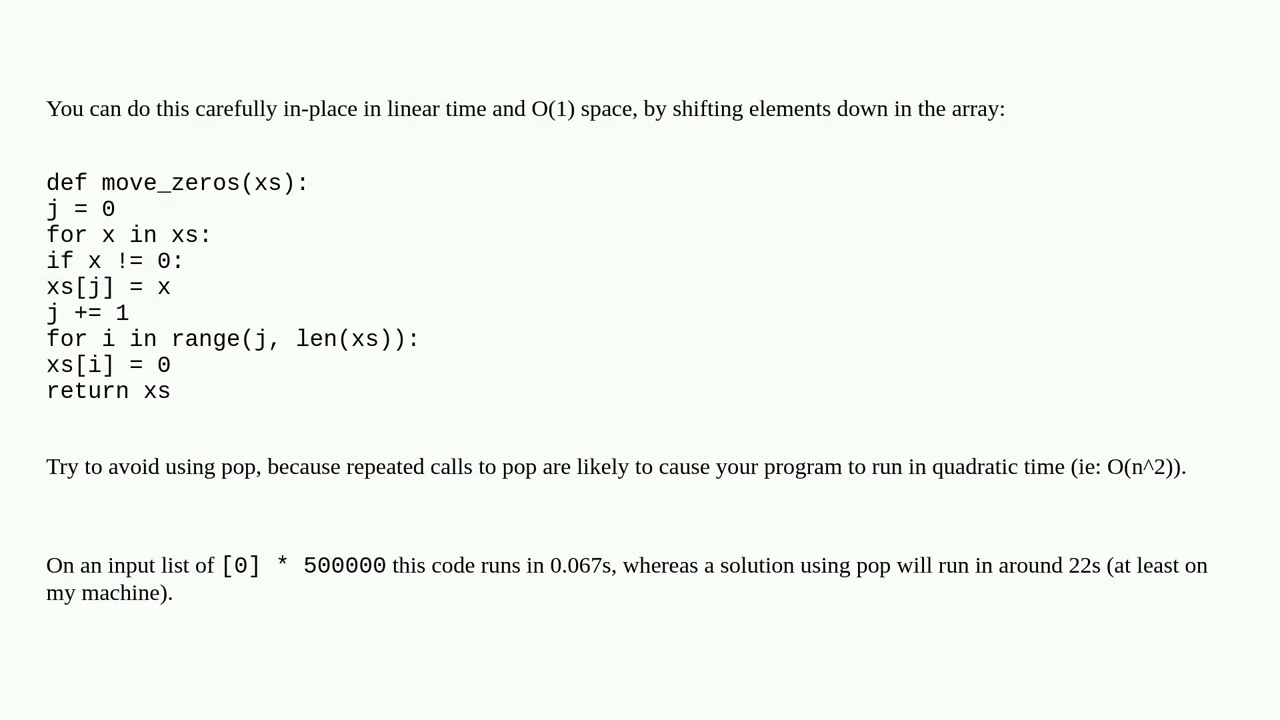 You can do this carefully in-place in linear time and O(1) space, by shifting elements down in the array:
def move_zeros(xs):
j = 0
for x in xs:
if x != 0:
xs[j] = x
j += 1
for i in range(j, len(xs)):
xs[i] = 0
return xs
Try to avoid using pop, because repeated calls to pop are likely to cause your program to run in quadratic time (ie: O(n^2)).
On an input list of [0] * 500000 this code runs in 0.067s, whereas a solution using pop will run in around 22s (at least on
my machine).